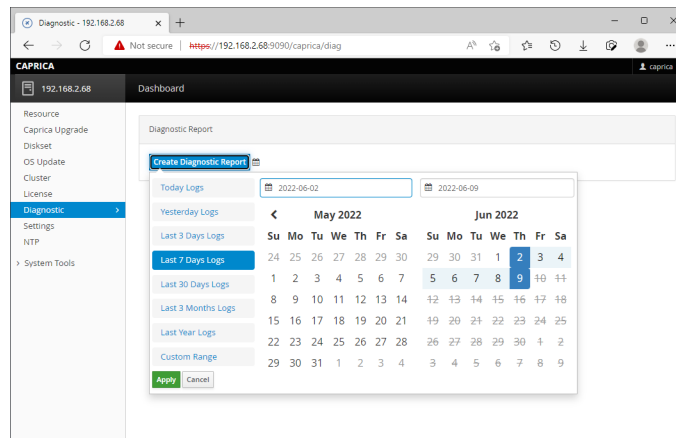 Diagnostic - 192.168.2.68
Not secure | https://192.168.2.68:9090/caprica/diag
CAPRICA
caprica
192.168.2.68
Dashboard
Resource
Caprica Upgrade
Diskset
OS Update
Cluster
License
Diagnostic
Settings
NTP
System Tools
Diagnostic Report
Create Diagnostic Report
Today Logs
Yesterday Logs
Last 3 Days Logs
Last 7 Days Logs
Last 30 Days Logs
Last 3 Months Logs
Last Year Logs
Custom Range
Apply Cancel
2022-06-02
May 2022
Su Mo Tu We Th Fr Sa
24 25 26 27 28 29 30
1 2 3 4 5 6 7
8 9 10 11 12 13 14
15 16 17 18 19 20 21
22 23 24 25 26 27 28
29 30 31 1 2 3 4
2022-06-09
Jun 2022
Su Mo Tu We Th Fr Sa
29 30 31 1 2 3 4
5 6 7 8 9 10 11
12 13 14 15 16 17 18
19 20 21 22 23 24 25
26 27 28 29 30 1 2
3 4 5 6 7 8 9